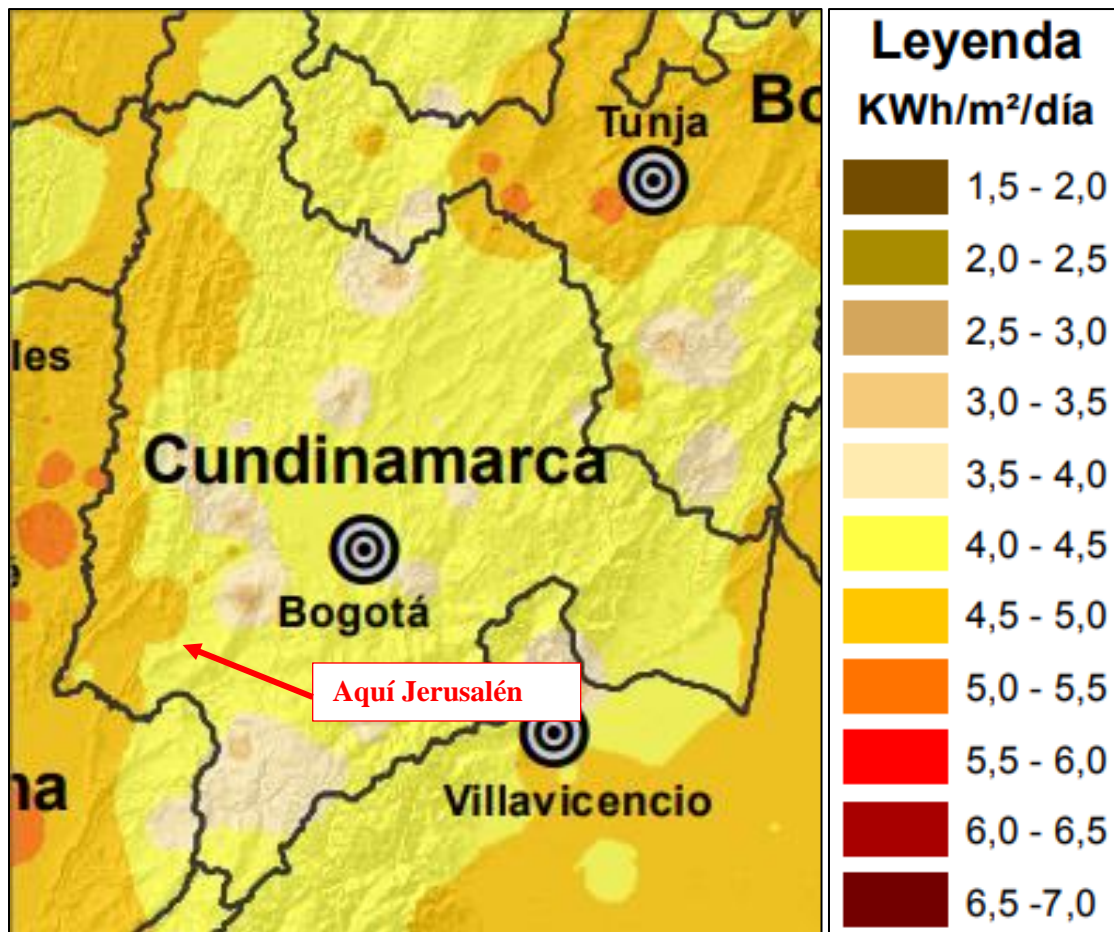 Tunja
Bo
les
Cundinamarca
Bogotá
Aquí Jerusalén
na
Villavicencio
Leyenda
KWh/m²/día
1,5 - 2,0
2,0 - 2,5
2,5 - 3,0
3,0 - 3,5
3,5 - 4,0
4,0 - 4,5
4,5 - 5,0
5,0 - 5,5
5,5 - 6,0
6,0 - 6,5
6,5 -7,0